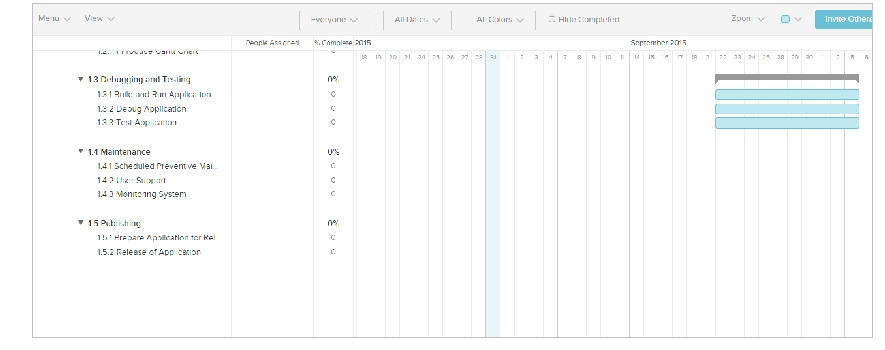 Menu View Everyone All Dates All Colors Hide Completed Zoom Invite Others
People Assigned % Complete 2015 September 2015
18 19 20 21 24 25 26 27 28 31 1 2 3 4 7 8 9 10 11 14 15 16 17 18 21 22 23 24 25 28 29 30 1 2 5 6
Produce Gantt Chart 0
1.3 Debugging and Testing 0%
1.3.1 Build and Run Application 0
1.3.2 Debug Application 0
1.3.3 Test Application 0
1.4 Maintenance 0%
1.4.1 Scheduled Preventive Mai... 0
1.4.2 User Support 0
1.4.3 Monitoring System 0
1.5 Publishing 0%
1.5.1 Prepare Application for Rel 0
1.5.2 Release of Application 0